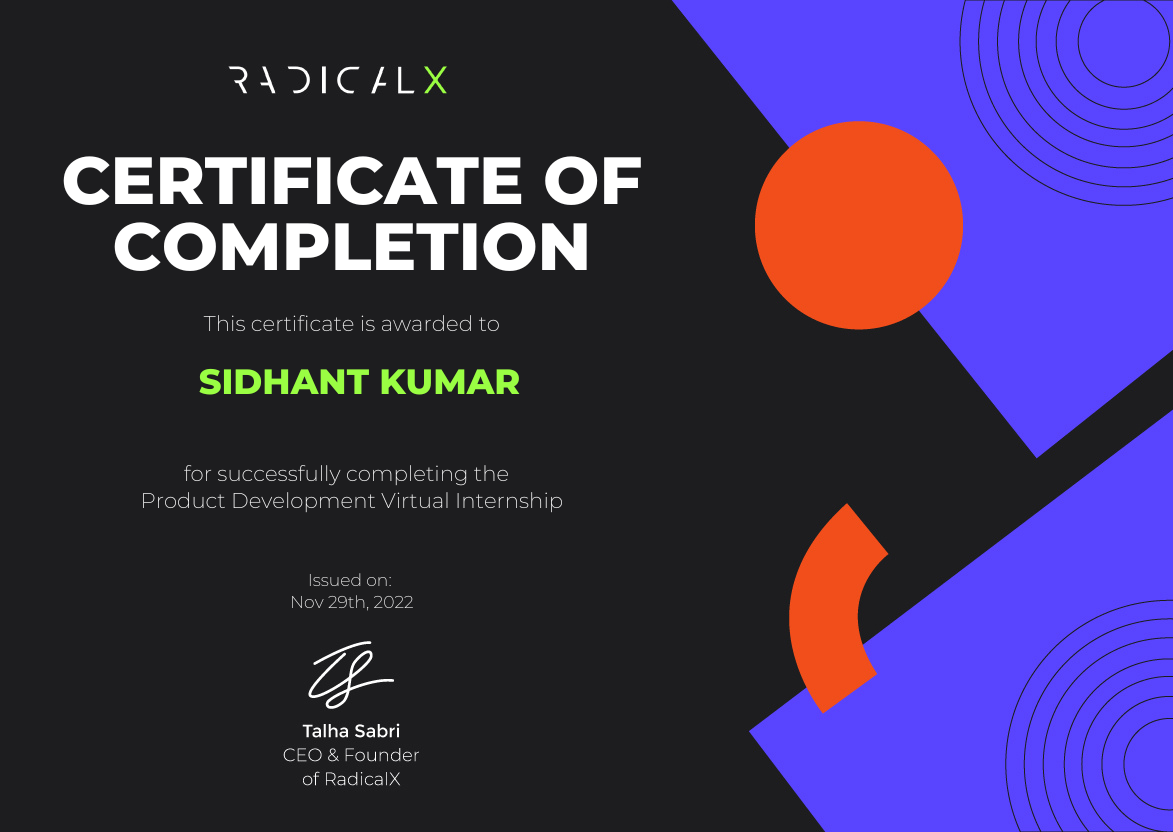 RADICALX
CERTIFICATE OF
COMPLETION
This certificate is awarded to
SIDHANT KUMAR
for successfully completing the
Product Development Virtual Internship
Issued on:
Nov 29th, 2022
Talha Sabri
CEO & Founder
of RadicalX